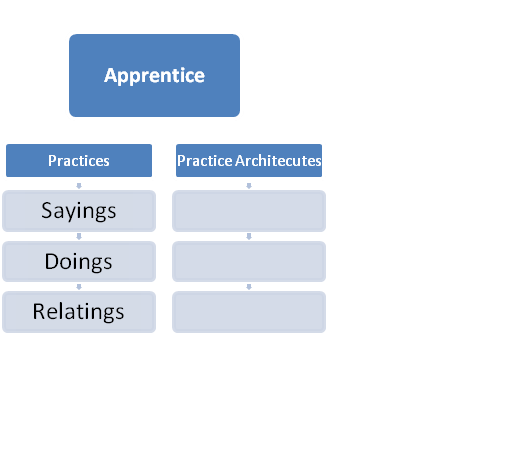 Apprentice
Practices
Practice Architecutes
Sayings
Doings
Relatings